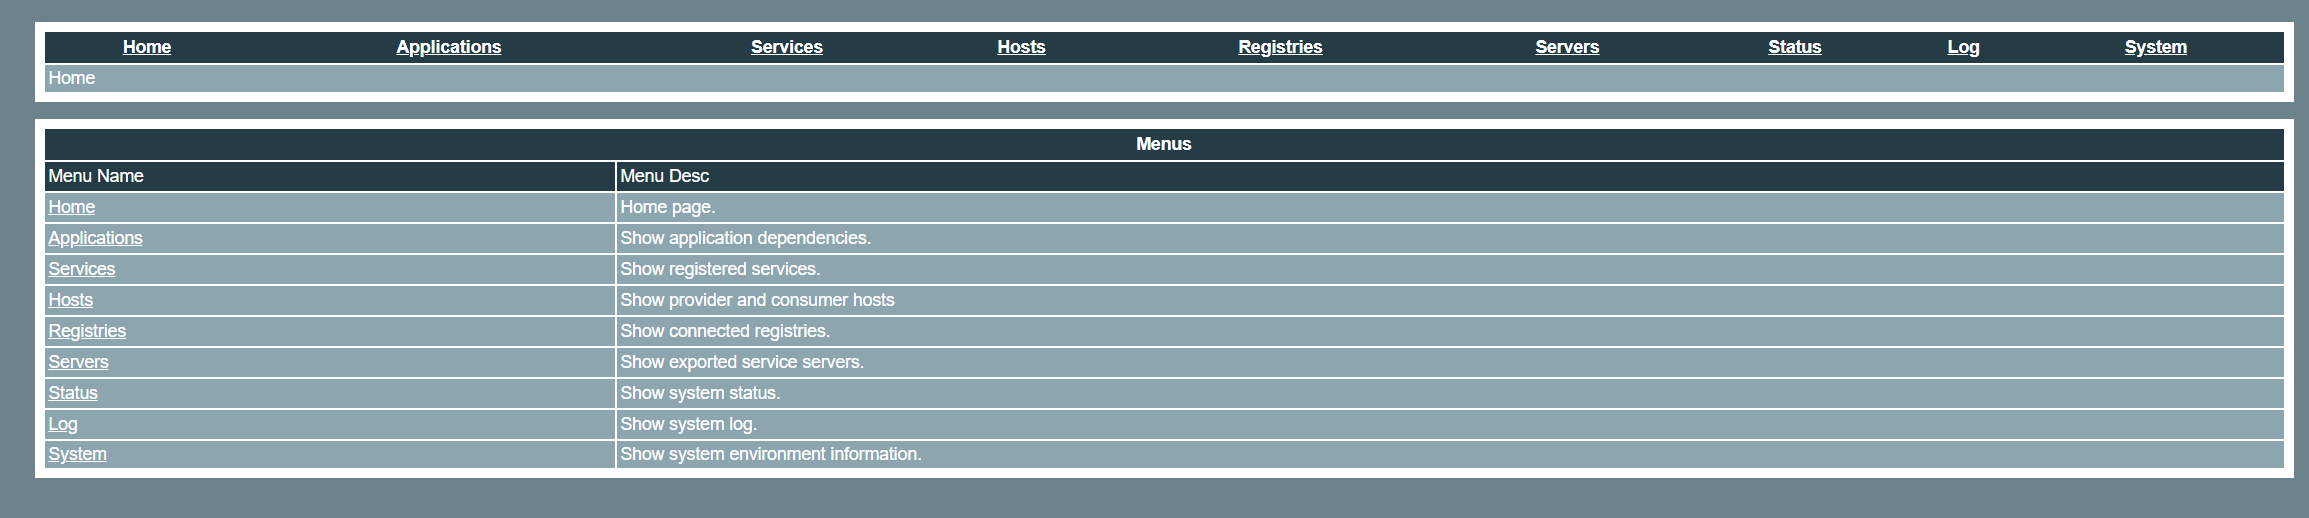 Home Applications Services Hosts Registries Servers Status Log System
Home
Menus
Menu Name Menu Desc
Home Home page.
Applications Show application dependencies.
Services Show registered services.
Hosts Show provider and consumer hosts
Registries Show connected registries.
Servers Show exported service servers.
Status Show system status.
Log Show system log.
System Show system environment information.